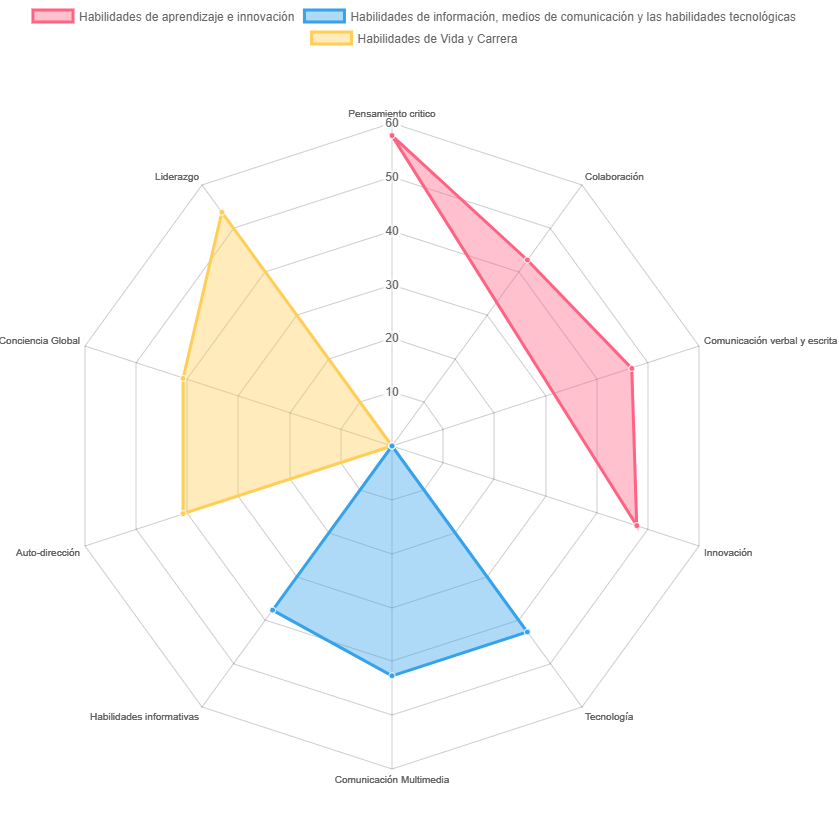 Habilidades de aprendizaje e innovación
Habilidades de información, medios de comunicación y las habilidades tecnológicas
Habilidades de Vida y Carrera
Pensamiento critico
60
Liderazgo
Colaboración
50
40
30
Conciencia Global
Comunicación verbal y escrita
20
10
Auto-dirección
Innovación
Habilidades informativas
Tecnología
Comunicación Multimedia